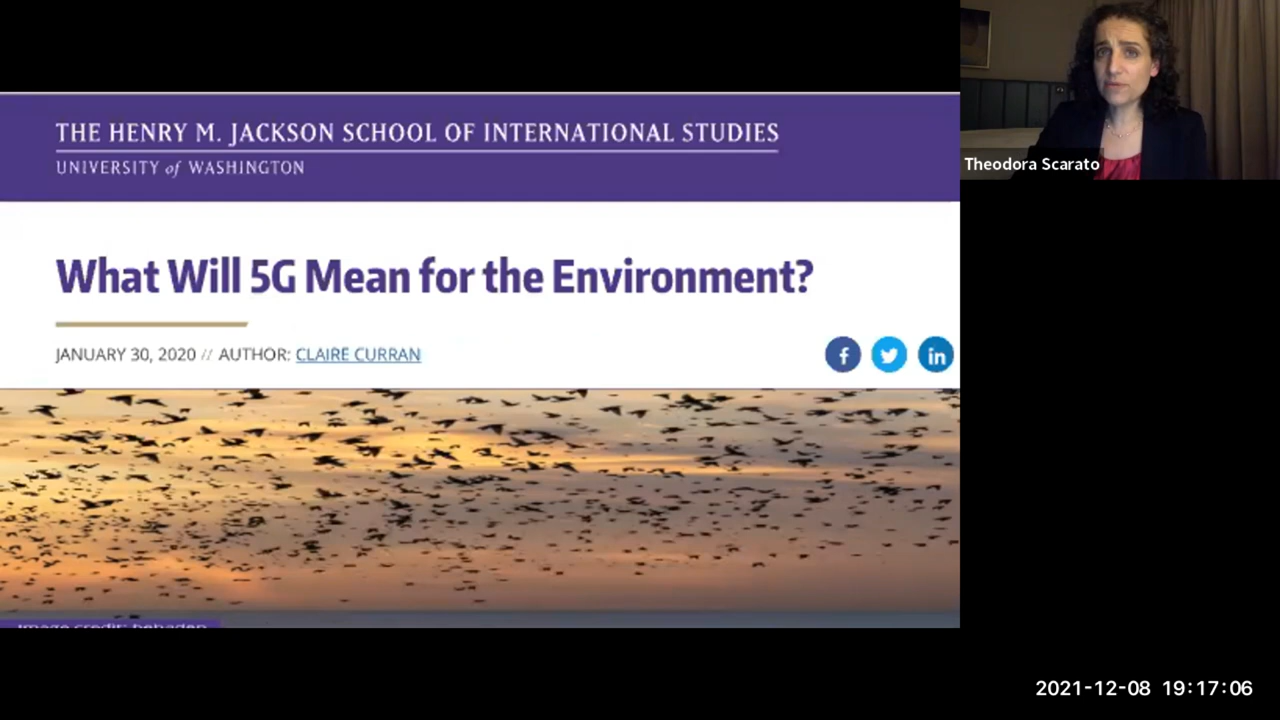 THE HENRY M. JACKSON SCHOOL OF INTERNATIONAL STUDIES
UNIVERSITY of WASHINGTON
What Will 5G Mean for the Environment?
JANUARY 30, 2020 // AUTHOR: CLAIRE CURRAN
f
in
Theodora Scarato
2021-12-08 19:17:06